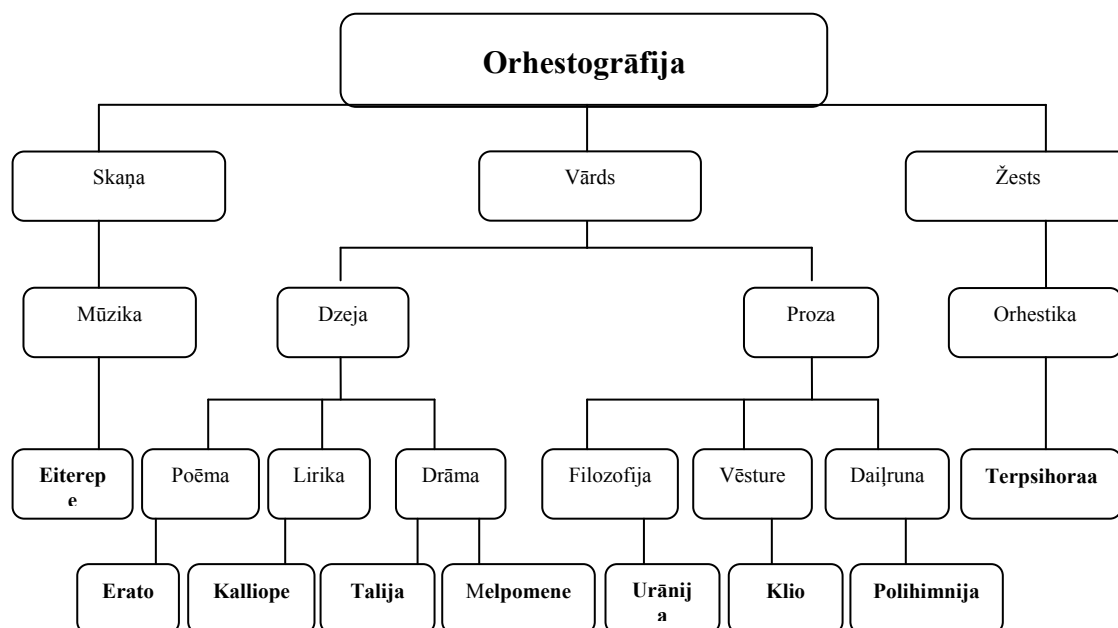 Orhestogrāfija
Skaņa
Vārds
Žests
Mūzika
Dzeja
Proza
Orhestika
Eiterep
e
Poēma
Lirika
Drāma
Filozofija
Vēsture
Daiļruna
Terpsihoraa
Erato
Kalliope
Talija
Melpomene
Urānij
a
Klio
Polihimnija